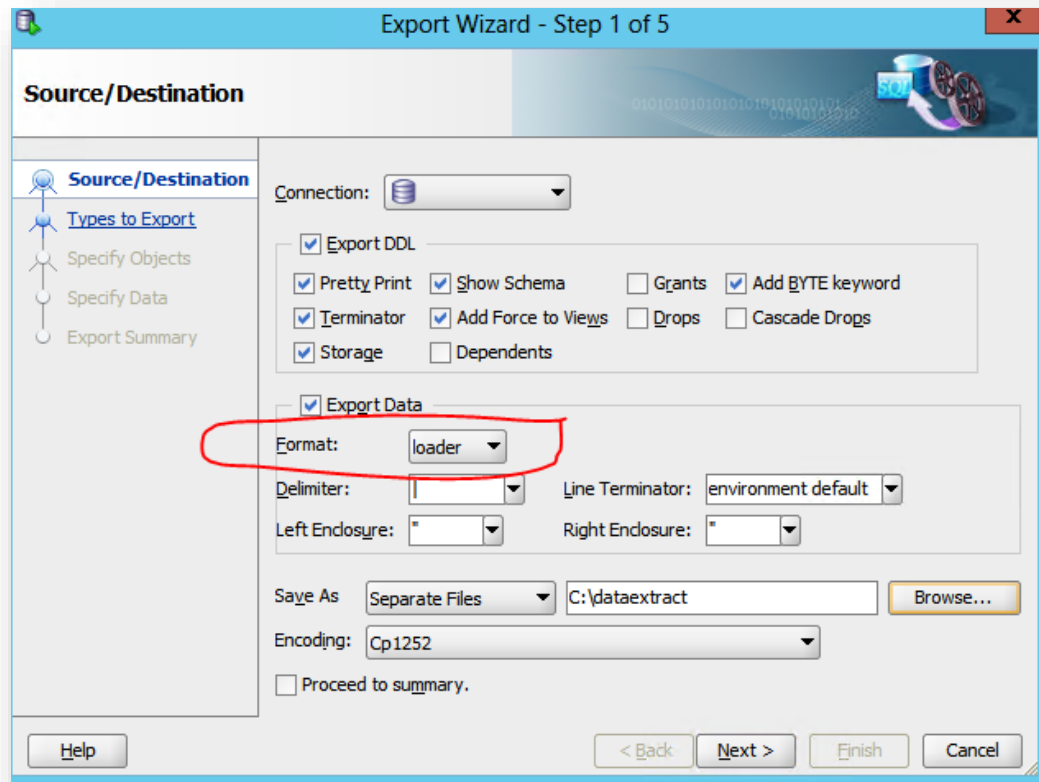 Export Wizard - Step 1 of 5
x
Source/Destination
SQL
Source/Destination
Types to Export
Specify Objects
Specify Data
Export Summary
Connection:
Export DDL
Pretty Print Show Schema Grants Add BYTE keyword
Terminator Add Force to Views Drops Cascade Drops
Storage Dependents
Export Data
Format: loader
Delimiter: | Line Terminator: environment default
Left Enclosure: " Right Enclosure: "
Save As Separate Files C:\dataextract Browse...
Encoding: Cp1252
Proceed to summary.
Help < Back Next > Finish Cancel